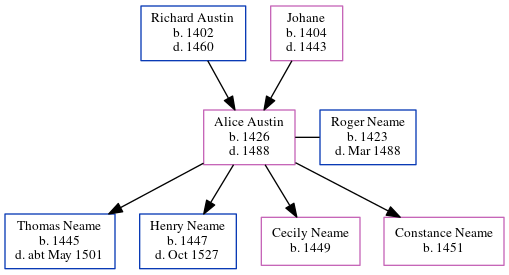 Richard Austin
b. 1402
d. 1460
Johane
b. 1404
d. 1443
Alice Austin
b. 1426
d. 1488
Roger Neame
b. 1423
d. Mar 1488
Thomas Neame
b. 1445
d. abt May 1501
Henry Neame
b. 1447
d. Oct 1527
Cecily Neame
b. 1449
Constance Neame
b. 1451